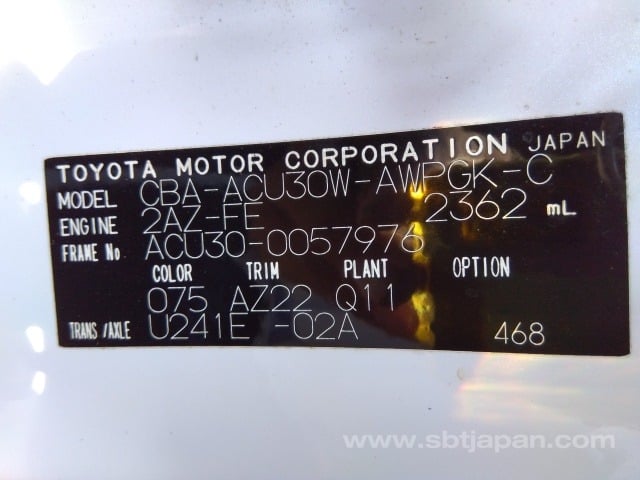 TOYOTA MOTOR CORPORATION JAPAN
MODEL CBA-ACU30W-AWPGK-C
ENGINE 2AZ-FE 2362 mL
FRAME No ACU30-0057976
COLOR TRIM PLANT OPTION
075 AZ22 Q11
TRANS/AXLE U241E -02A 468
www.sbtjapan.com